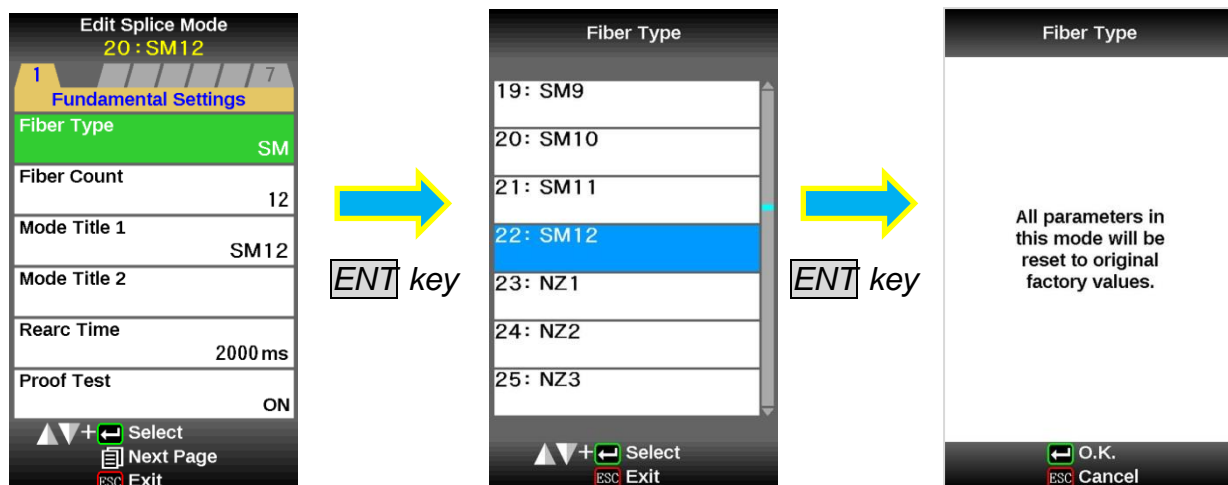 Edit Splice Mode
20:SM12
1
7
Fundamental Settings
Fiber Type
SM
Fiber Count
12
Mode Title 1
SM12
Mode Title 2
Rearc Time
2000 ms
Proof Test
ON
+ Select
Next Page
ESC Exit
ENT key
Fiber Type
19: SM9
20: SM10
21: SM11
22: SM12
23: NZ1
24: NZ2
25: NZ3
+ Select
ESC Exit
ENT key
Fiber Type
All parameters in
this mode will be
reset to original
factory values.
O.K.
ESC Cancel